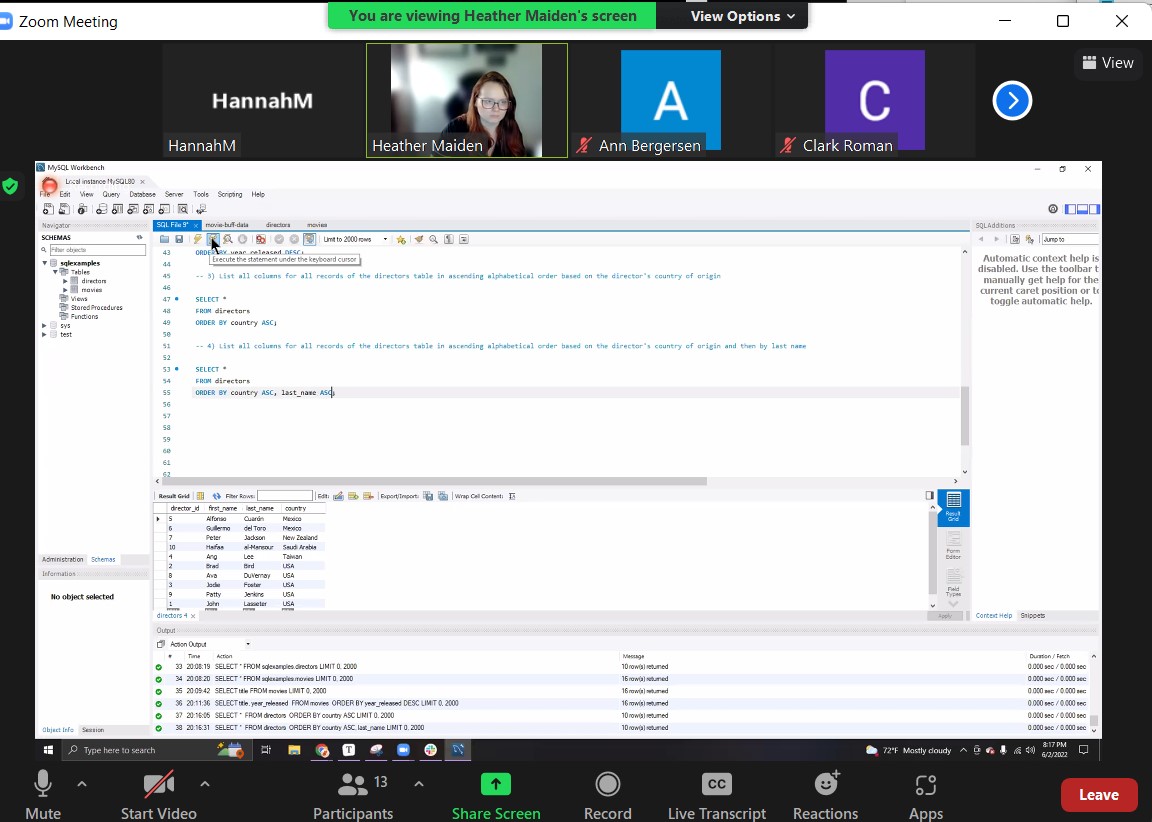 Zoom Meeting
You are viewing Heather Maiden's screen
View Options
View
HannahM
HannahM
Heather Maiden
A
Ann Bergersen
C
Clark Roman
MySQL Workbench
Local instance MySQL80
File Edit View Query Database Server Tools Scripting Help
Navigator
SCHEMAS
Filter objects
sqlexamples
Tables
directors
movies
Views
Stored Procedures
Functions
sys
test
Administration Schemas
Information
No object selected
Object Info Session
SQL File 9* movie-buff-data directors movies
Limit to 2000 rows
43 ORDER BY year_released DESC;
Execute the statement under the keyboard cursor
44
45 -- 3) List all columns for all records of the directors table in ascending alphabetical order based on the director's country of origin
46
47 SELECT *
48 FROM directors
49 ORDER BY country ASC;
50
51 -- 4) List all columns for all records of the directors table in ascending alphabetical order based on the director's country of origin and then by last name
52
53 SELECT *
54 FROM directors
55 ORDER BY country ASC, last_name ASC;
56
57
58
59
60
61
62
Result Grid Filter Rows: Edit: Export/Import: Wrap Cell Content:
director_id first_name last_name country
5 Alfonso Cuarón Mexico
6 Guillermo del Toro Mexico
7 Peter Jackson New Zealand
10 Haifaa al-Mansour Saudi Arabia
4 Ang Lee Taiwan
2 Brad Bird USA
8 Ava DuVernay USA
3 Jodie Foster USA
9 Patty Jenkins USA
1 John Lasseter USA
Result Grid
Form Editor
Field Types
directors 4
Apply
SQLAdditions
Jump to
Automatic context help is
disabled. Use the toolbar t
manually get help for the
current caret position or to
toggle automatic help.
Context Help Snippets
Output
Action Output
# Time Action Message Duration / Fetch
33 20:08:19 SELECT * FROM sqlexamples.directors LIMIT 0, 2000 10 row(s) returned 0.000 sec / 0.000 sec
34 20:08:20 SELECT * FROM sqlexamples.movies LIMIT 0, 2000 16 row(s) returned 0.000 sec / 0.000 sec
35 20:09:42 SELECT title FROM movies LIMIT 0, 2000 16 row(s) returned 0.000 sec / 0.000 sec
36 20:11:36 SELECT title, year_released FROM movies ORDER BY year_released DESC LIMIT 0, 2000 16 row(s) returned 0.000 sec / 0.000 sec
37 20:16:05 SELECT * FROM directors ORDER BY country ASC LIMIT 0, 2000 10 row(s) returned 0.000 sec / 0.000 sec
38 20:16:31 SELECT * FROM directors ORDER BY country ASC, last_name LIMIT 0, 2000 10 row(s) returned 0.000 sec / 0.000 sec
Type here to search
72°F Mostly cloudy
8:17 PM
6/2/2022
Mute
Start Video
13
Participants
Share Screen
Record
CC
Live Transcript
Reactions
Apps
Leave